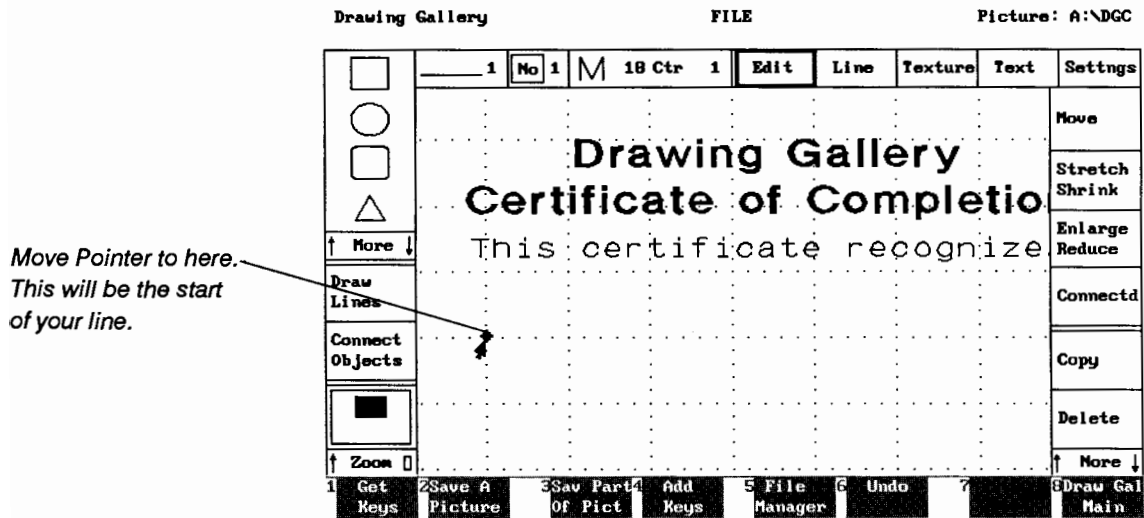 Drawing Gallery FILE Picture: A:\DGC
1 No 1 M 18 Ctr 1 Edit Line Texture Text Settngs
Move
Drawing Gallery
Stretch
Shrink
Certificate of Completio
Enlarge
Reduce
↑ More ↓
This certificate recognize
Move Pointer to here.
This will be the start
of your line.
Draw
Lines
Connectd
Connect
Objects
Copy
Delete
↑ Zoom
↑ More ↓
1 Get Keys
2 Save A Picture
3 Sav Part Of Pict
4 Add Keys
5 File Manager
6 Undo
7
8 Draw Gal Main